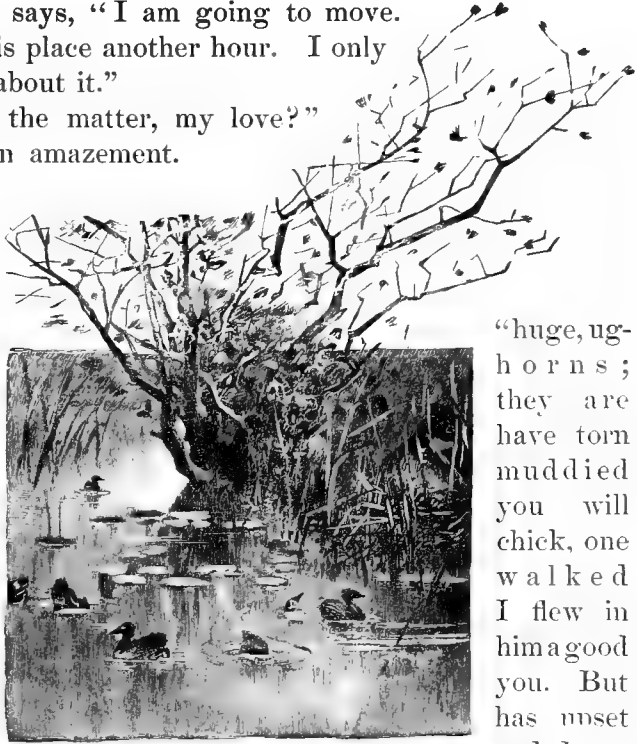 says, “I am going to move.
is place another hour. I only
about it.”
the matter, my love?”
n amazement.
“huge, ug-
horns;
they are
have torn
muddied
you will
chick, one
walked
I flew in
him a good
you. But
has upset